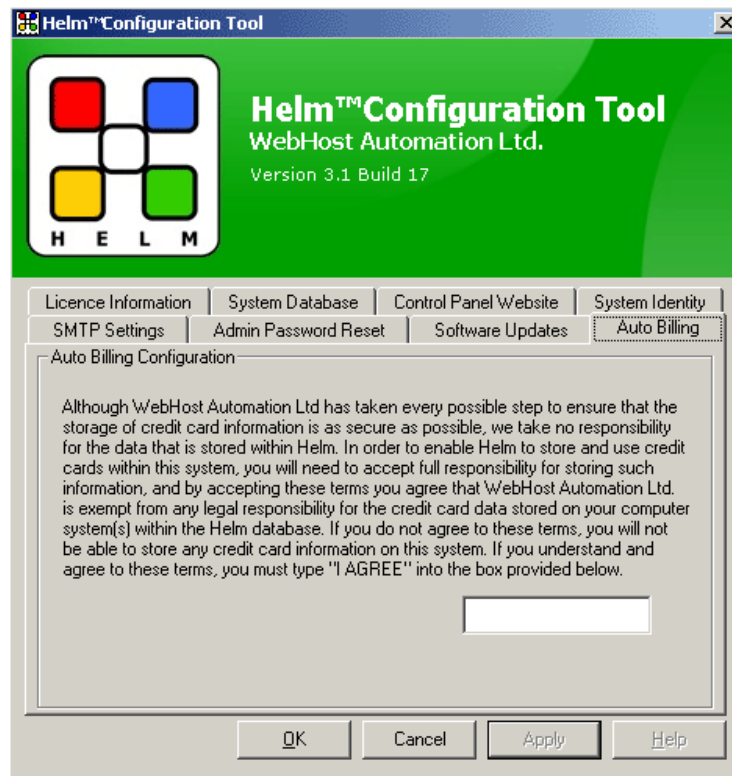 Helm™Configuration Tool
Helm™Configuration Tool
WebHost Automation Ltd.
Version 3.1 Build 17
H E L M
Licence Information System Database Control Panel Website System Identity
SMTP Settings Admin Password Reset Software Updates Auto Billing
Auto Billing Configuration
Although WebHost Automation Ltd has taken every possible step to ensure that the
storage of credit card information is as secure as possible, we take no responsibility
for the data that is stored within Helm. In order to enable Helm to store and use credit
cards within this system, you will need to accept full responsibility for storing such
information, and by accepting these terms you agree that WebHost Automation Ltd.
is exempt from any legal responsibility for the credit card data stored on your computer
system(s) within the Helm database. If you do not agree to these terms, you will not
be able to store any credit card information on this system. If you understand and
agree to these terms, you must type "I AGREE" into the box provided below.
OK Cancel Apply Help